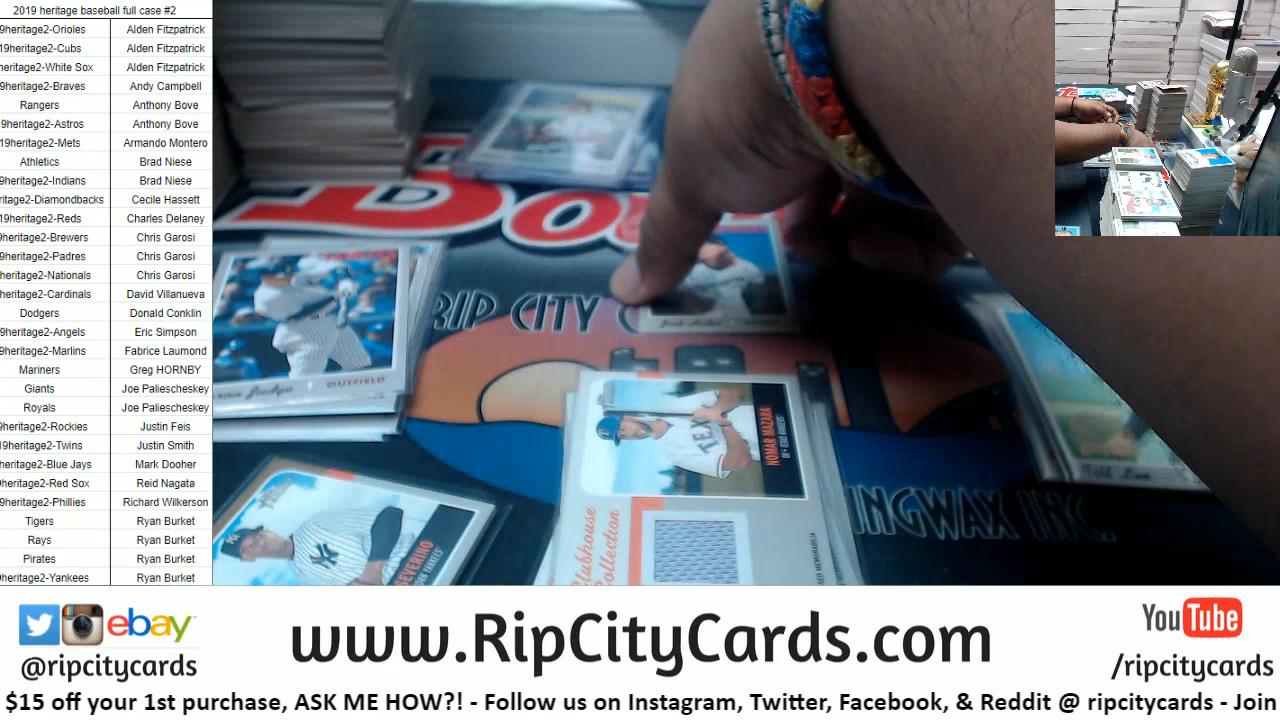 2019 heritage baseball full case #2
9heritage2-Orioles Alden Fitzpatrick
19heritage2-Cubs Alden Fitzpatrick
heritage2-White Sox Alden Fitzpatrick
9heritage2-Braves Andy Campbell
Rangers Anthony Bove
9heritage2-Astros Anthony Bove
19heritage2-Mets Armando Montero
Athletics Brad Niese
9heritage2-Indians Brad Niese
ritage2-Diamondbacks Cecile Hassett
19heritage2-Reds Charles Delaney
9heritage2-Brewers Chris Garosi
9heritage2-Padres Chris Garosi
heritage2-Nationals Chris Garosi
heritage2-Cardinals David Villanueva
Dodgers Donald Conklin
9heritage2-Angels Eric Simpson
9heritage2-Marlins Fabrice Laumond
Mariners Greg HORNBY
Giants Joe Paliescheskey
Royals Joe Paliescheskey
9heritage2-Rockies Justin Feis
19heritage2-Twins Justin Smith
heritage2-Blue Jays Mark Dooher
heritage2-Red Sox Reid Nagata
9heritage2-Phillies Richard Wilkerson
Tigers Ryan Burket
Rays Ryan Burket
Pirates Ryan Burket
9heritage2-Yankees Ryan Burket
RIP CITY
OUTFIELD
TEX
NOMAR MAZARA
Clubhouse
Collection
SEVERINO
INGWAX INC.
ebay
@ripcitycards
www.RipCityCards.com
YouTube
/ripcitycards
$15 off your 1st purchase, ASK ME HOW?! - Follow us on Instagram, Twitter, Facebook, & Reddit @ ripcitycards - Join